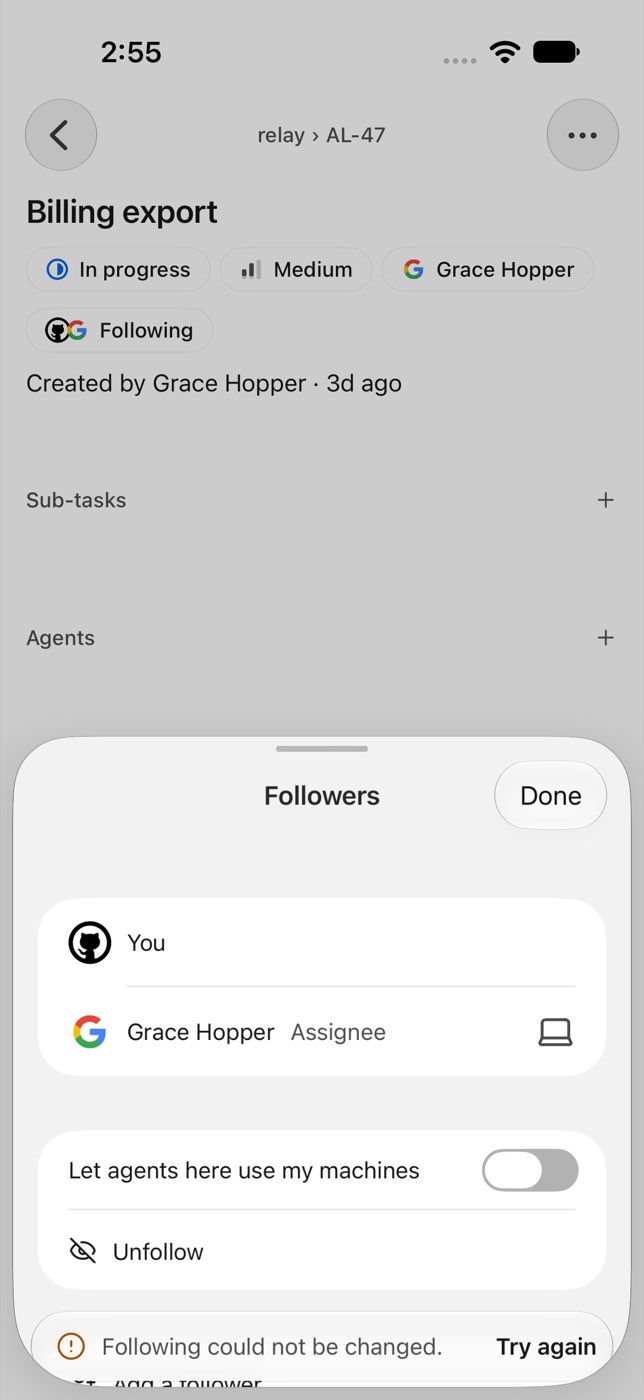 2:55
relay › AL-47
Billing export
In progress
Medium
Grace Hopper
Following
Created by Grace Hopper · 3d ago
Sub-tasks
Agents
Followers
Done
You
Grace Hopper Assignee
Let agents here use my machines
Unfollow
Following could not be changed.
Try again
Add a follower